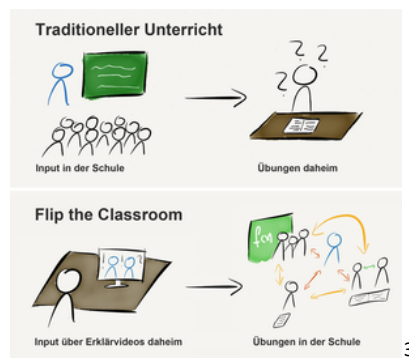 Traditioneller Unterricht
? ? ?
Input in der Schule
Übungen daheim
Flip the Classroom
Input über Erklärvideos daheim
Übungen in der Schule